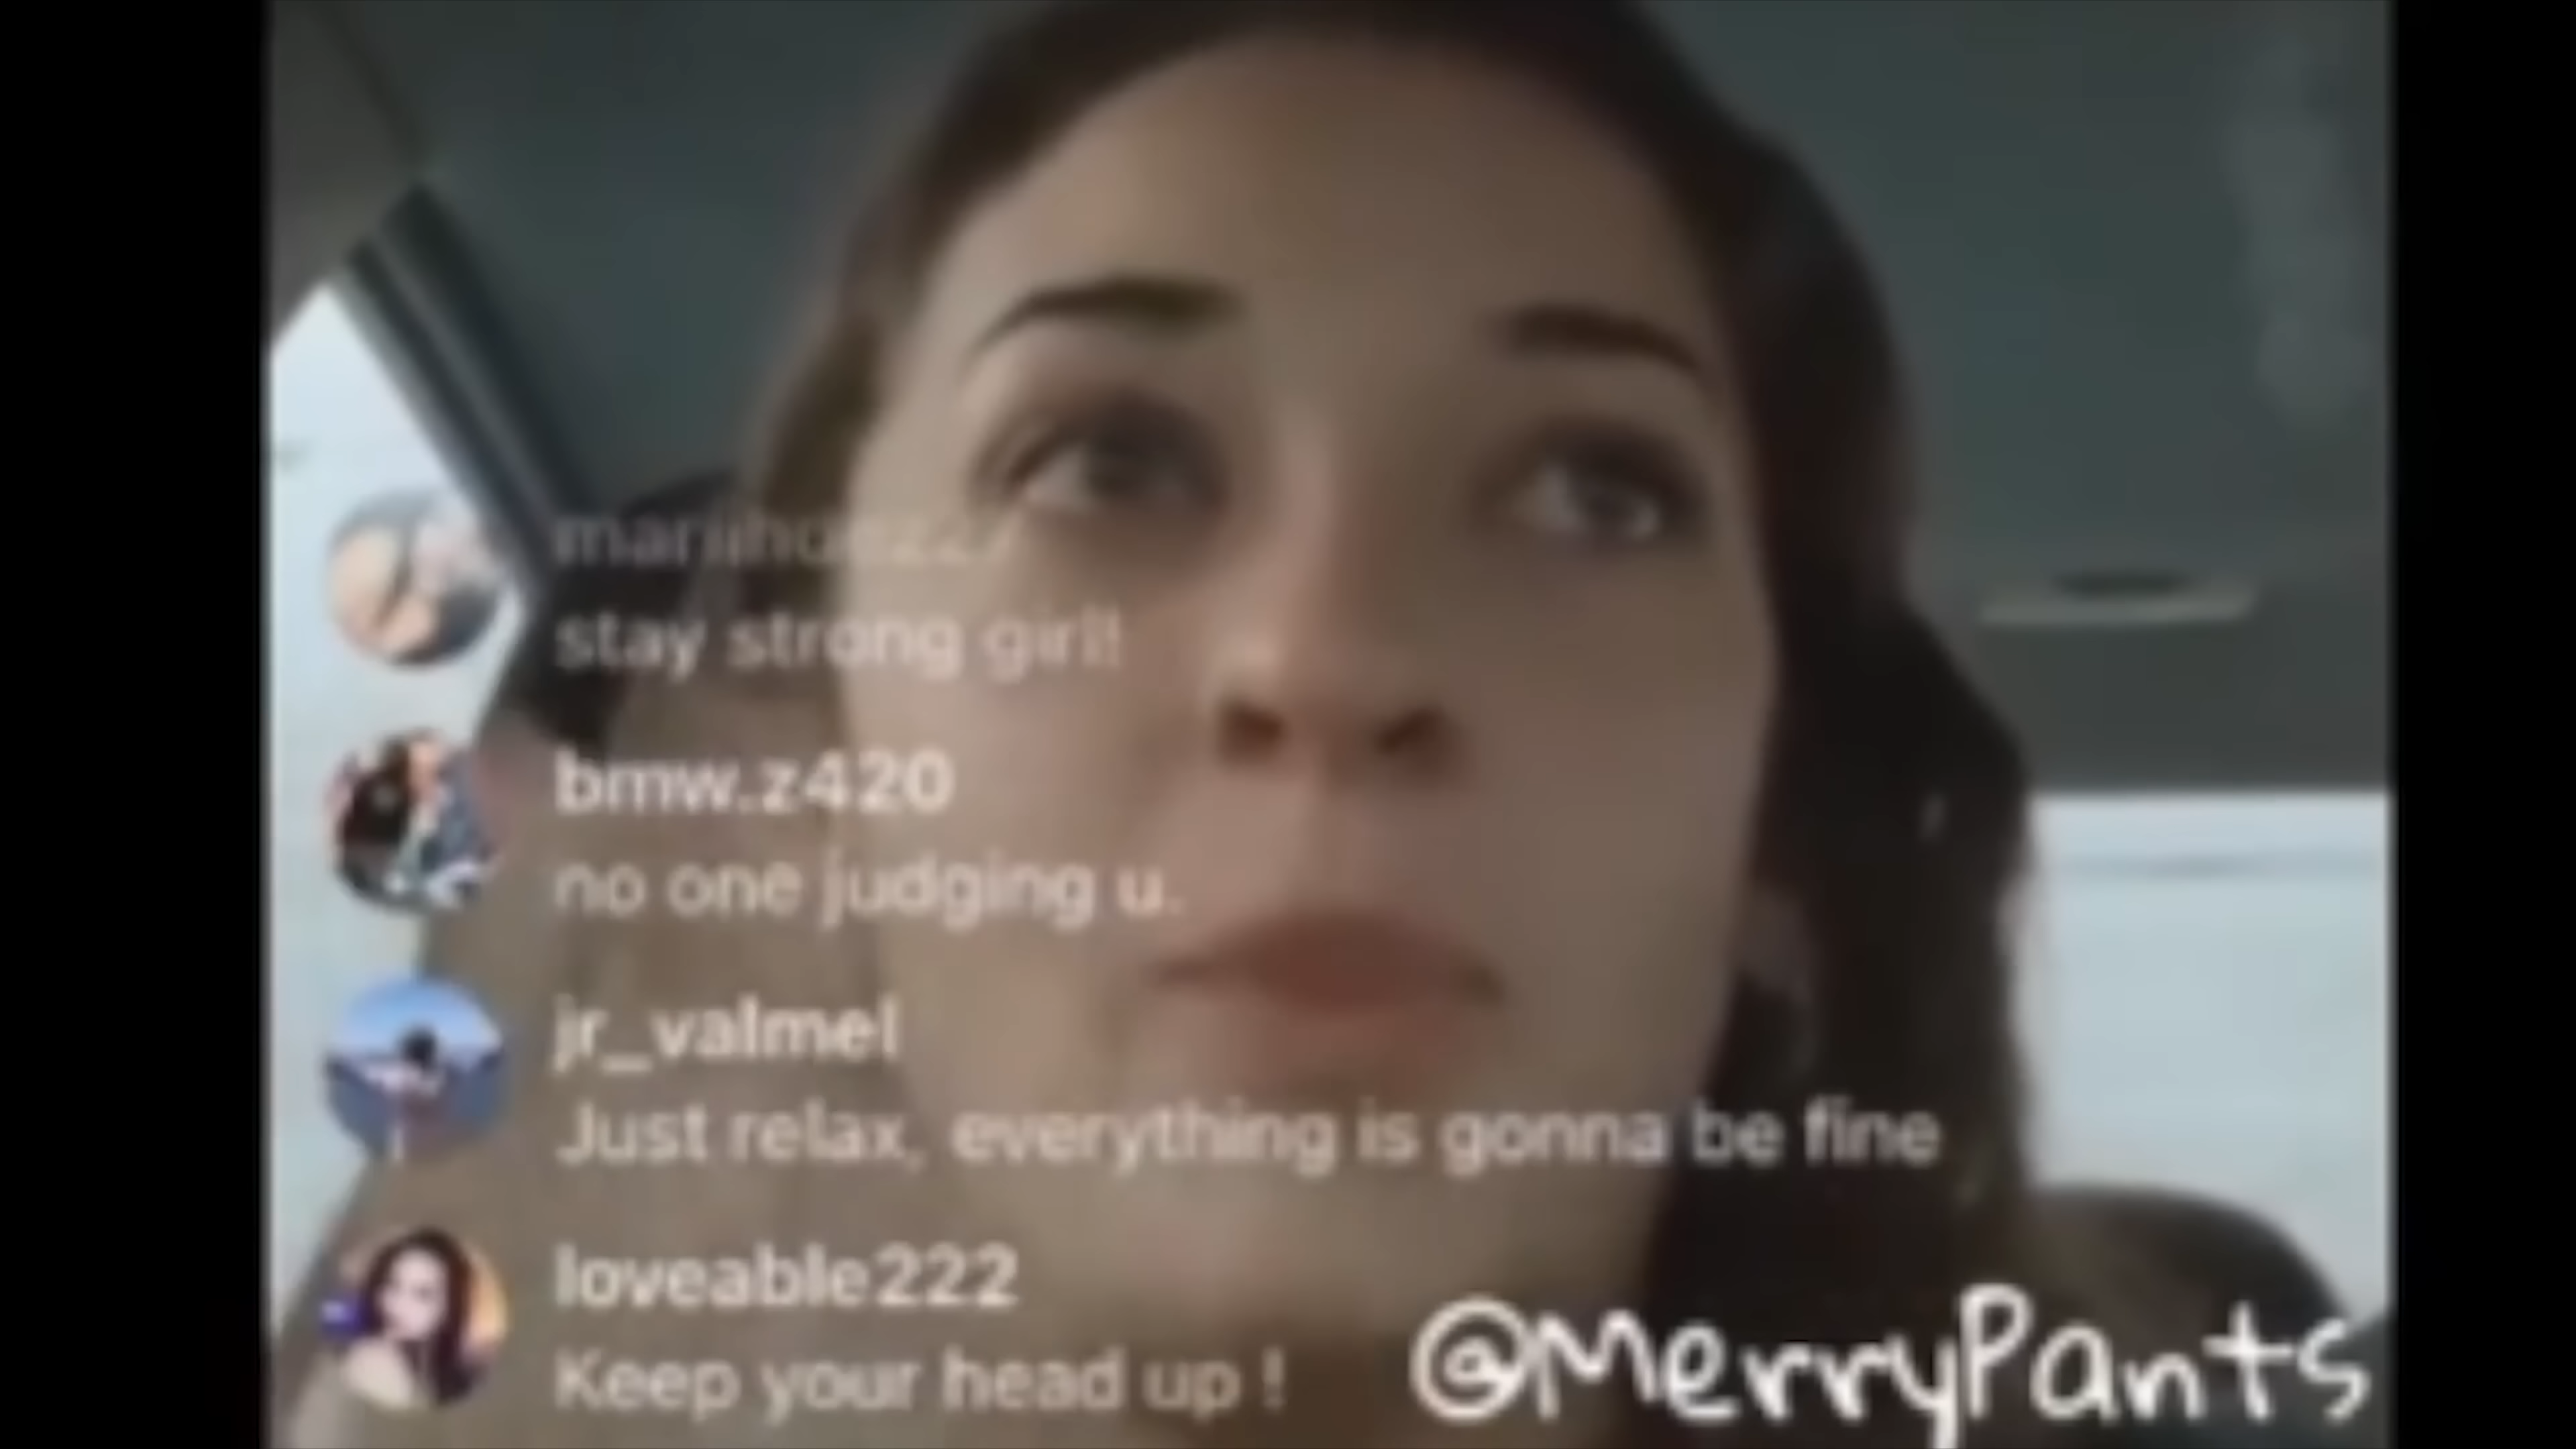 stay strong girl!
bmw.z420
no one judging u.
jr_valmel
Just relax, everything is gonna be fine
loveable222
Keep your head up !
@MerryPants